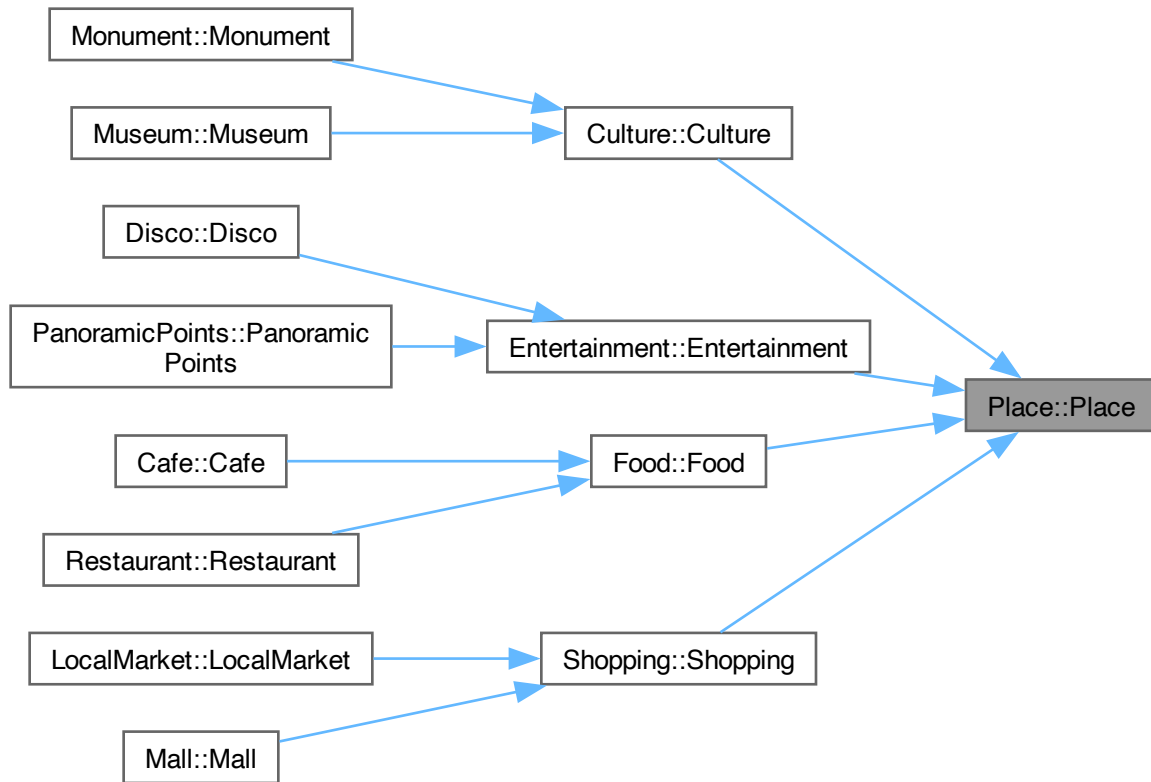 Monument::Monument
Museum::Museum
Culture::Culture
Disco::Disco
PanoramicPoints::Panoramic
Points
Entertainment::Entertainment
Place::Place
Cafe::Cafe
Food::Food
Restaurant::Restaurant
LocalMarket::LocalMarket
Shopping::Shopping
Mall::Mall